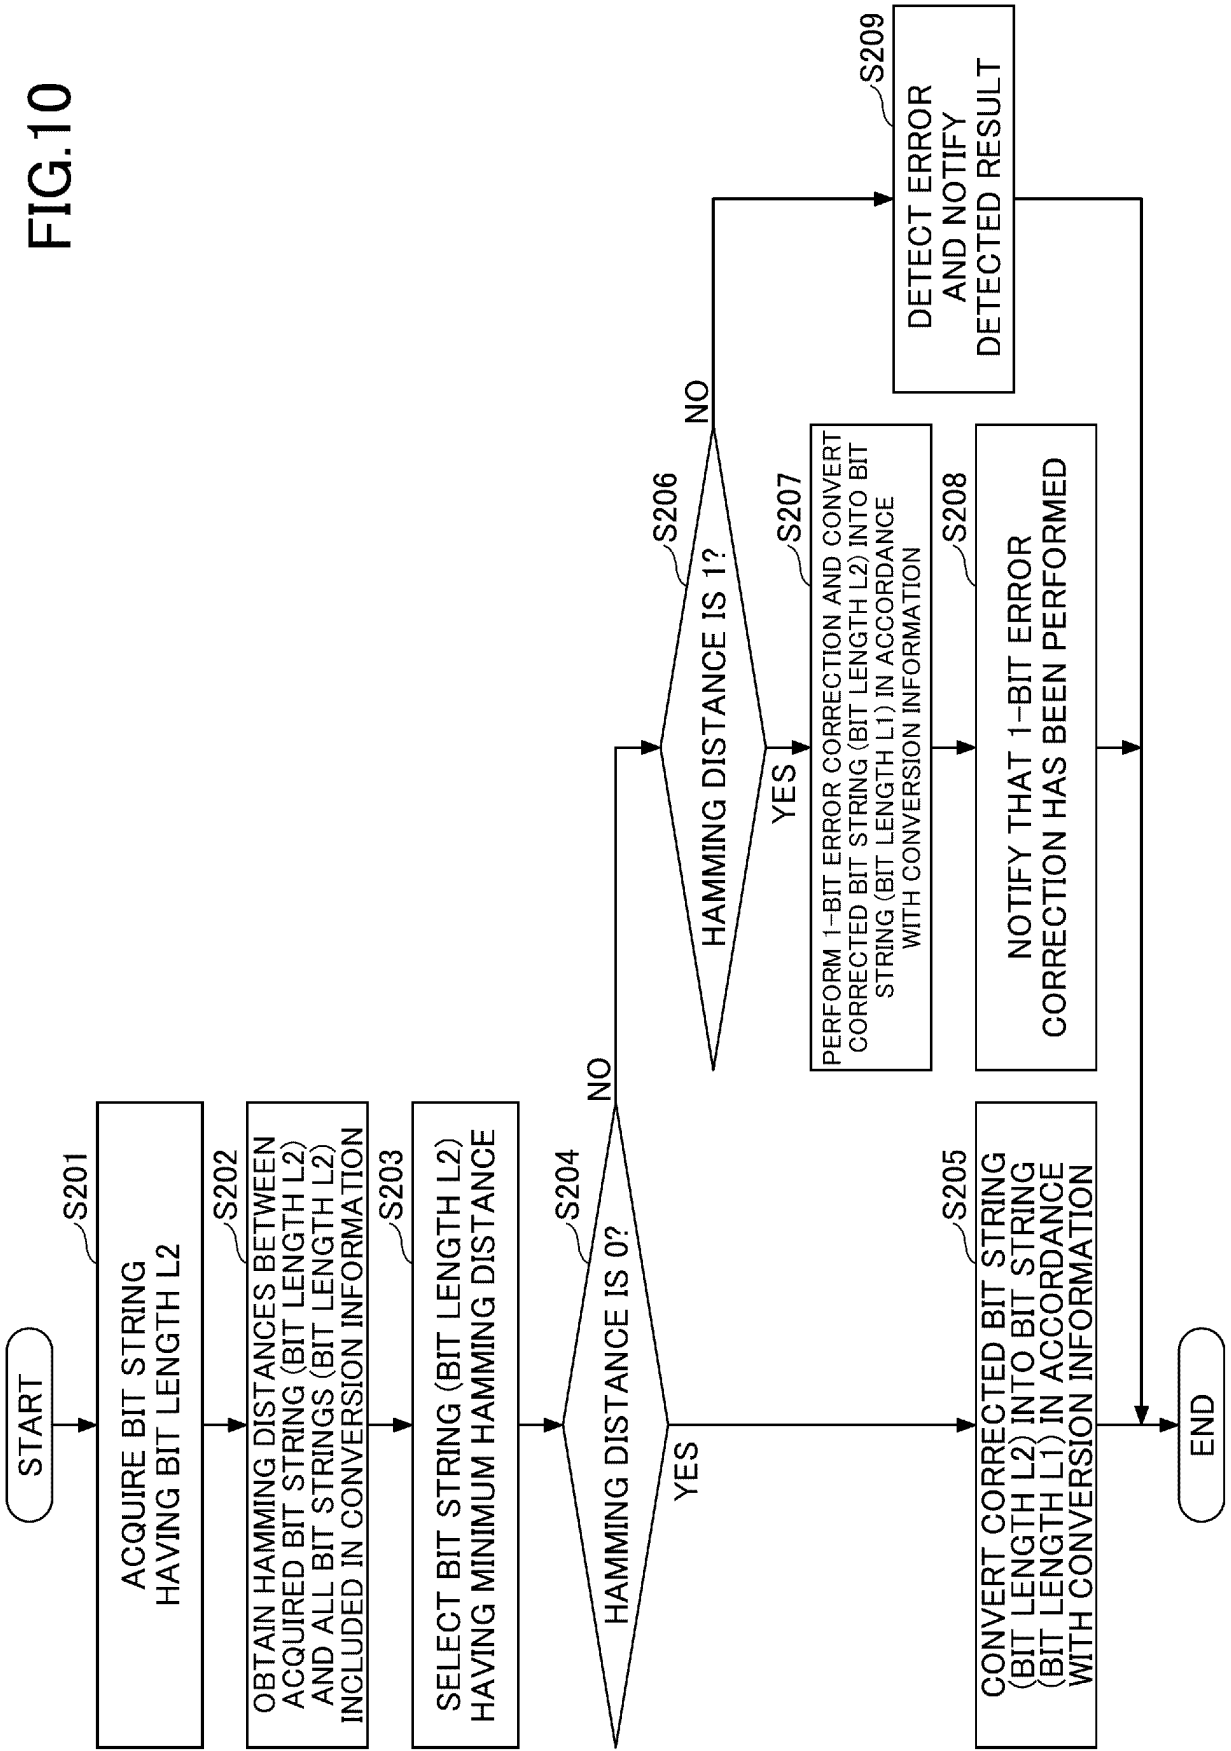 FIG.10
START
S201
ACQUIRE BIT STRING
HAVING BIT LENGTH L2
S202
OBTAIN HAMMING DISTANCES BETWEEN
ACQUIRED BIT STRING (BIT LENGTH L2)
AND ALL BIT STRINGS (BIT LENGTH L2)
INCLUDED IN CONVERSION INFORMATION
S203
SELECT BIT STRING (BIT LENGTH L2)
HAVING MINIMUM HAMMING DISTANCE
S204
HAMMING DISTANCE IS 0?
NO
YES
S206
HAMMING DISTANCE IS 1?
NO
YES
S207
PERFORM 1-BIT ERROR CORRECTION AND CONVERT
CORRECTED BIT STRING (BIT LENGTH L2) INTO BIT
STRING (BIT LENGTH L1) IN ACCORDANCE
WITH CONVERSION INFORMATION
S209
DETECT ERROR
AND NOTIFY
DETECTED RESULT
S205
CONVERT CORRECTED BIT STRING
(BIT LENGTH L2) INTO BIT STRING
(BIT LENGTH L1) IN ACCORDANCE
WITH CONVERSION INFORMATION
S208
NOTIFY THAT 1-BIT ERROR
CORRECTION HAS BEEN PERFORMED
END